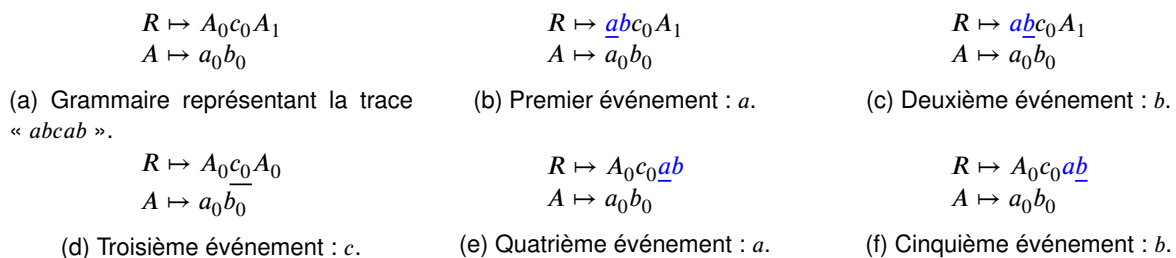 R ↦ A₀c₀A₁
A ↦ a₀b₀
(a) Grammaire représentant la trace
« abcab ».
R ↦ abc₀A₁
A ↦ a₀b₀
(b) Premier événement : a.
R ↦ abc₀A₁
A ↦ a₀b₀
(c) Deuxième événement : b.
R ↦ A₀c₀A₀
A ↦ a₀b₀
(d) Troisième événement : c.
R ↦ A₀c₀ab
A ↦ a₀b₀
(e) Quatrième événement : a.
R ↦ A₀c₀ab
A ↦ a₀b₀
(f) Cinquième événement : b.